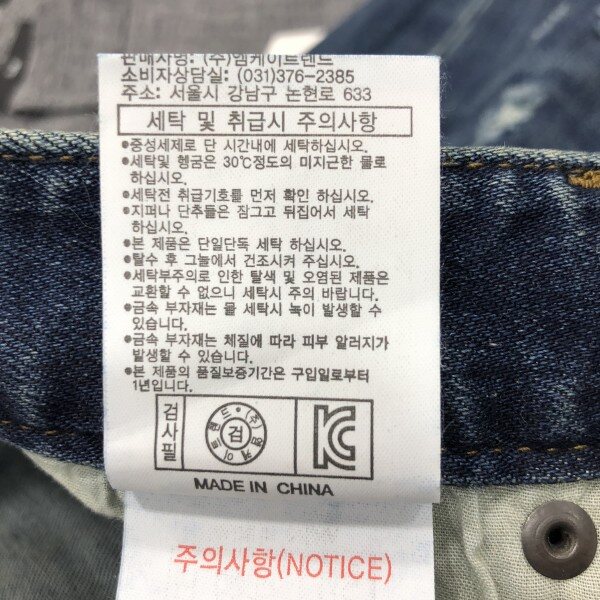 판매자명: (주)엠케이트렌드
소비자상담실: (031)376-2385
주소: 서울시 강남구 논현로 633
세탁 및 취급시 주의사항
●중성세제로 단 시간내에 세탁하십시오.
●세탁및 헹굼은 30℃정도의 미지근한 물로
하십시오.
●세탁전 취급기호를 먼저 확인 하십시오.
●지퍼나 단추들은 잠그고 뒤집어서 세탁
하십시오.
●본 제품은 단일단독 세탁 하십시오.
●탈수 후 그늘에서 건조시켜 주십시오.
●세탁부주의로 인한 탈색 및 오염된 제품은
교환할 수 없으니 세탁시 주의 바랍니다.
●금속 부자재는 물 세탁시 녹이 발생할 수
있습니다.
●금속 부자재는 체질에 따라 피부 알러지가
발생할 수 있습니다.
●본 제품의 품질보증기간은 구입일로부터
1년입니다.
검사필
(주)엠케이트렌드
검
KC
MADE IN CHINA
주의사항(NOTICE)